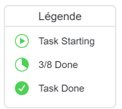 Légende
Task Starting
3/8 Done
Task Done